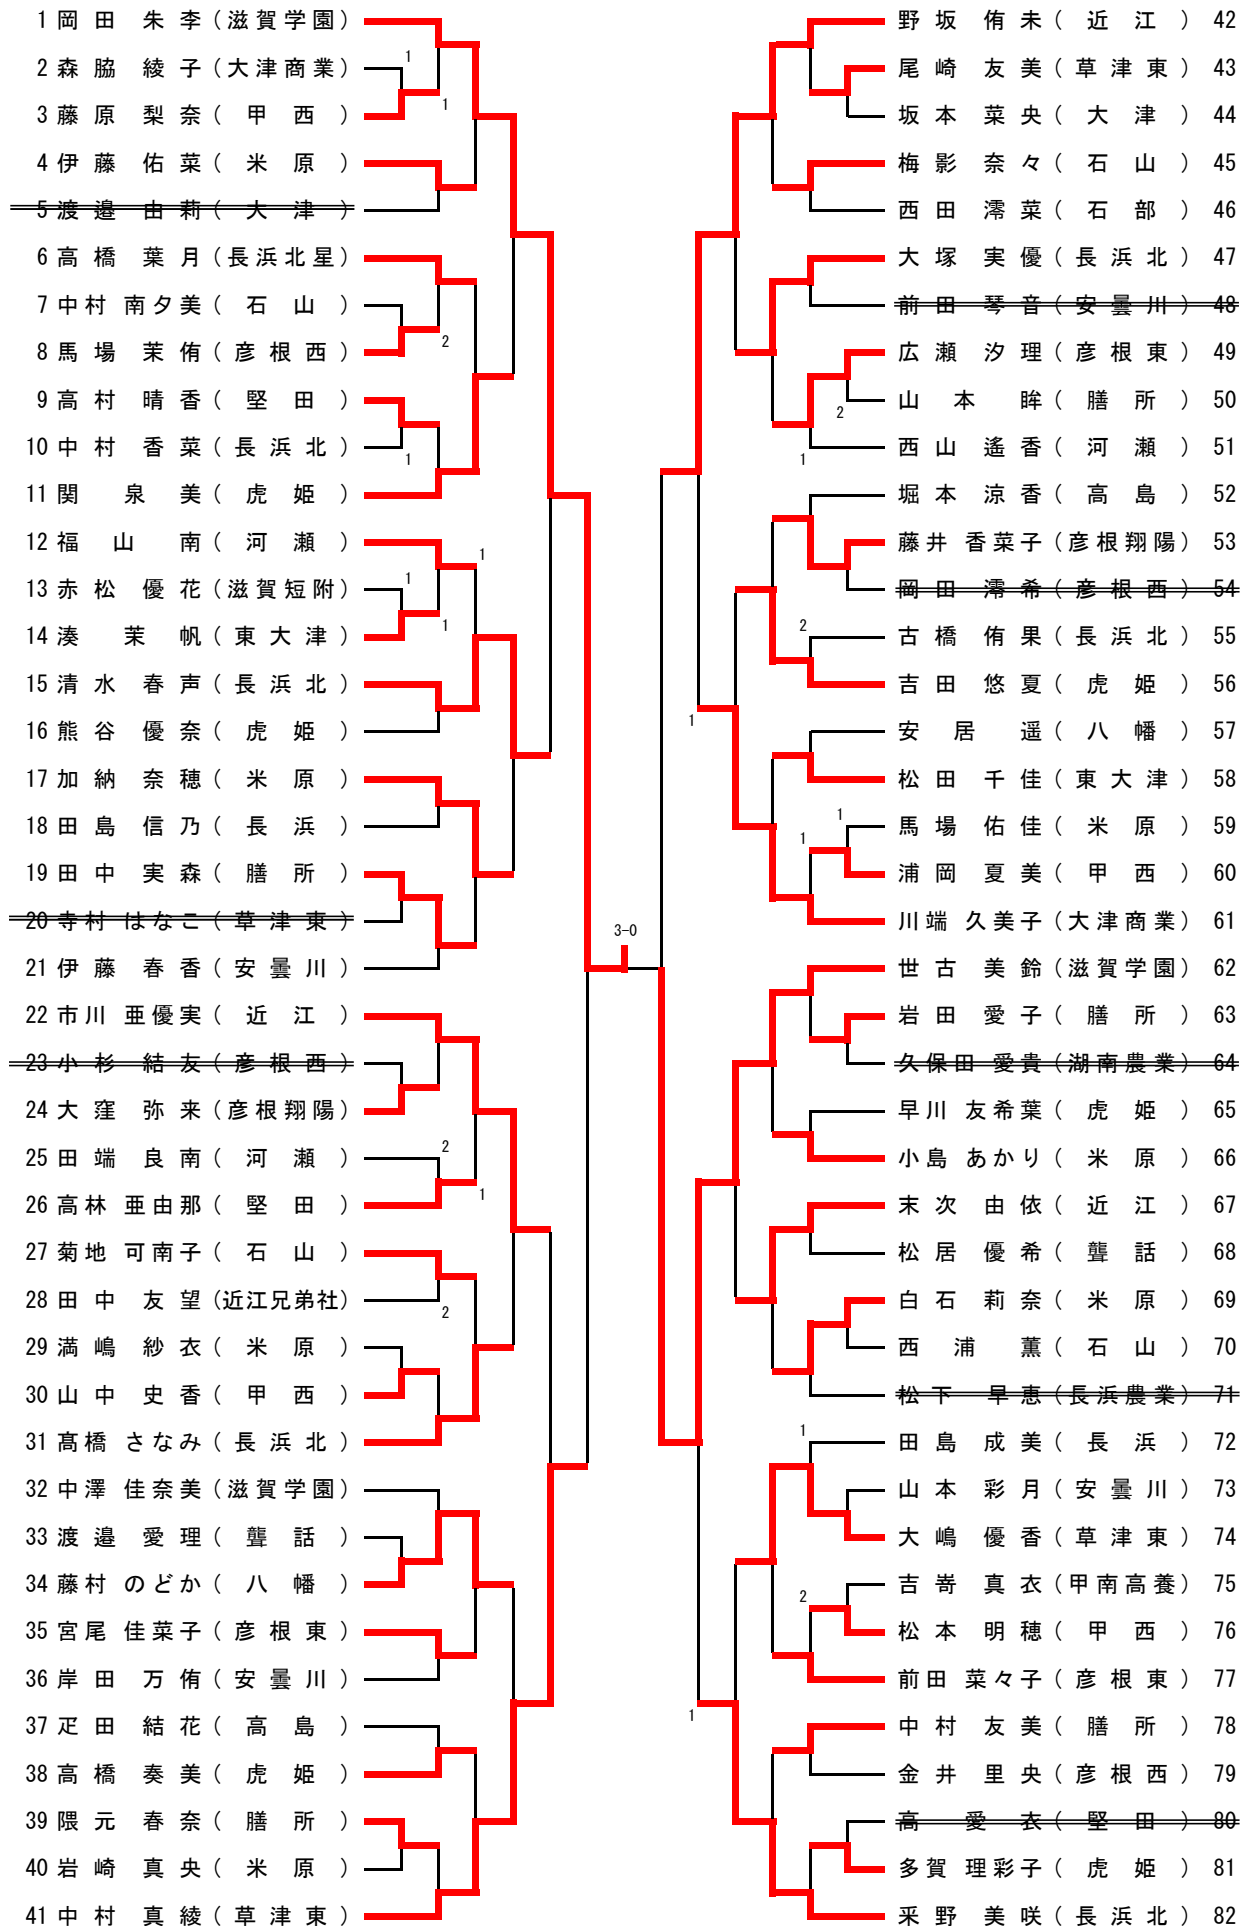 1 岡田 朱李 (滋賀学園)
2 森脇 綾子 (大津商業)
3 藤原 梨奈 (甲西)
4 伊藤 佑菜 (米原)
5 渡邉 由莉 (大津)
6 高橋 葉月 (長浜北星)
7 中村 南夕美 (石山)
8 馬場 茉侑 (彦根西)
9 高村 晴香 (堅田)
10 中村 香菜 (長浜北)
11 関 泉美 (虎姫)
12 福山 南 (河瀬)
13 赤松 優花 (滋賀短附)
14 湊 茉帆 (東大津)
15 清水 春声 (長浜北)
16 熊谷 優奈 (虎姫)
17 加納 奈穂 (米原)
18 田島 信乃 (長浜)
19 田中 実森 (膳所)
20 寺村 はなこ (草津東)
21 伊藤 春香 (安曇川)
22 市川 亜優実 (近江)
23 小杉 結友 (彦根西)
24 大窪 弥来 (彦根翔陽)
25 田端 良南 (河瀬)
26 高林 亜由那 (堅田)
27 菊地 可南子 (石山)
28 田中 友望 (近江兄弟社)
29 満嶋 紗衣 (米原)
30 山中 史香 (甲西)
31 髙橋 さなみ (長浜北)
32 中澤 佳奈美 (滋賀学園)
33 渡邉 愛理 (聾話)
34 藤村 のどか (八幡)
35 宮尾 佳菜子 (彦根東)
36 岸田 万侑 (安曇川)
37 疋田 結花 (高島)
38 高橋 奏美 (虎姫)
39 隈元 春奈 (膳所)
40 岩崎 真央 (米原)
41 中村 真綾 (草津東)
1
1
2
1
1
1
1
2
1
2
3-0
野坂 侑未 (近江) 42
尾崎 友美 (草津東) 43
坂本 菜央 (大津) 44
梅影 奈々 (石山) 45
西田 澪菜 (石部) 46
大塚 実優 (長浜北) 47
前田 琴音 (安曇川) 48
広瀬 汐理 (彦根東) 49
山本 眸 (膳所) 50
西山 遙香 (河瀬) 51
堀本 涼香 (高島) 52
藤井 香菜子 (彦根翔陽) 53
岡田 澪希 (彦根西) 54
古橋 侑果 (長浜北) 55
吉田 悠夏 (虎姫) 56
安居 遥 (八幡) 57
松田 千佳 (東大津) 58
馬場 佑佳 (米原) 59
浦岡 夏美 (甲西) 60
川端 久美子 (大津商業) 61
世古 美鈴 (滋賀学園) 62
岩田 愛子 (膳所) 63
久保田 愛貴 (湖南農業) 64
早川 友希葉 (虎姫) 65
小島 あかり (米原) 66
末次 由依 (近江) 67
松居 優希 (聾話) 68
白石 莉奈 (米原) 69
西浦 薫 (石山) 70
松下 早恵 (長浜農業) 71
田島 成美 (長浜) 72
山本 彩月 (安曇川) 73
大嶋 優香 (草津東) 74
吉嵜 真衣 (甲南高養) 75
松本 明穂 (甲西) 76
前田 菜々子 (彦根東) 77
中村 友美 (膳所) 78
金井 里央 (彦根西) 79
高 愛衣 (堅田) 80
多賀 理彩子 (虎姫) 81
釆野 美咲 (長浜北) 82
2
1
2
1
1
1
1
2
1